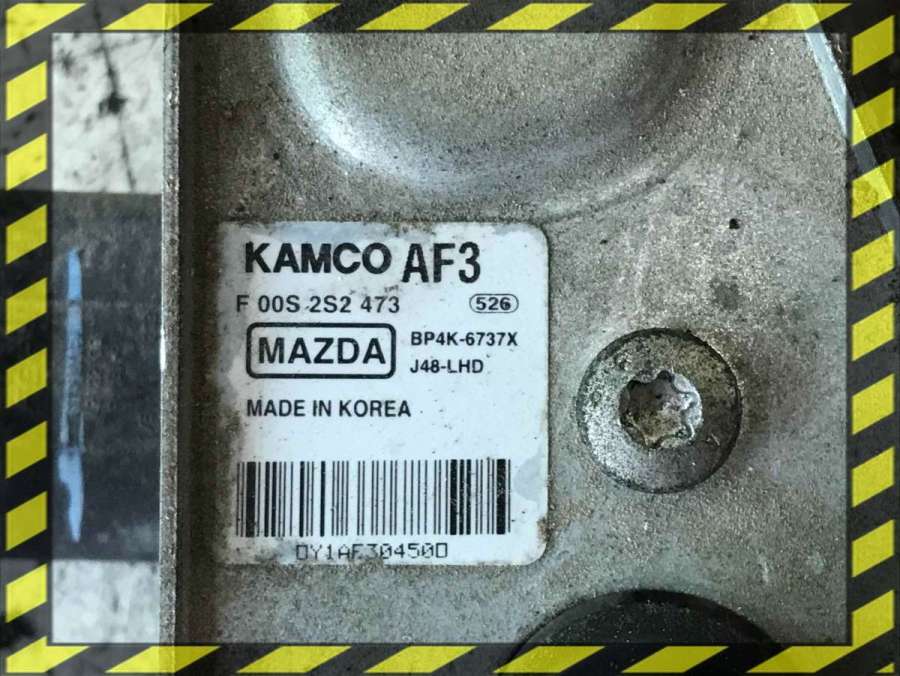 KAMCO AF3
F 00S 2S2 473 526
MAZDA BP4K-6737X
J48-LHD
MADE IN KOREA
DY1AF30450D